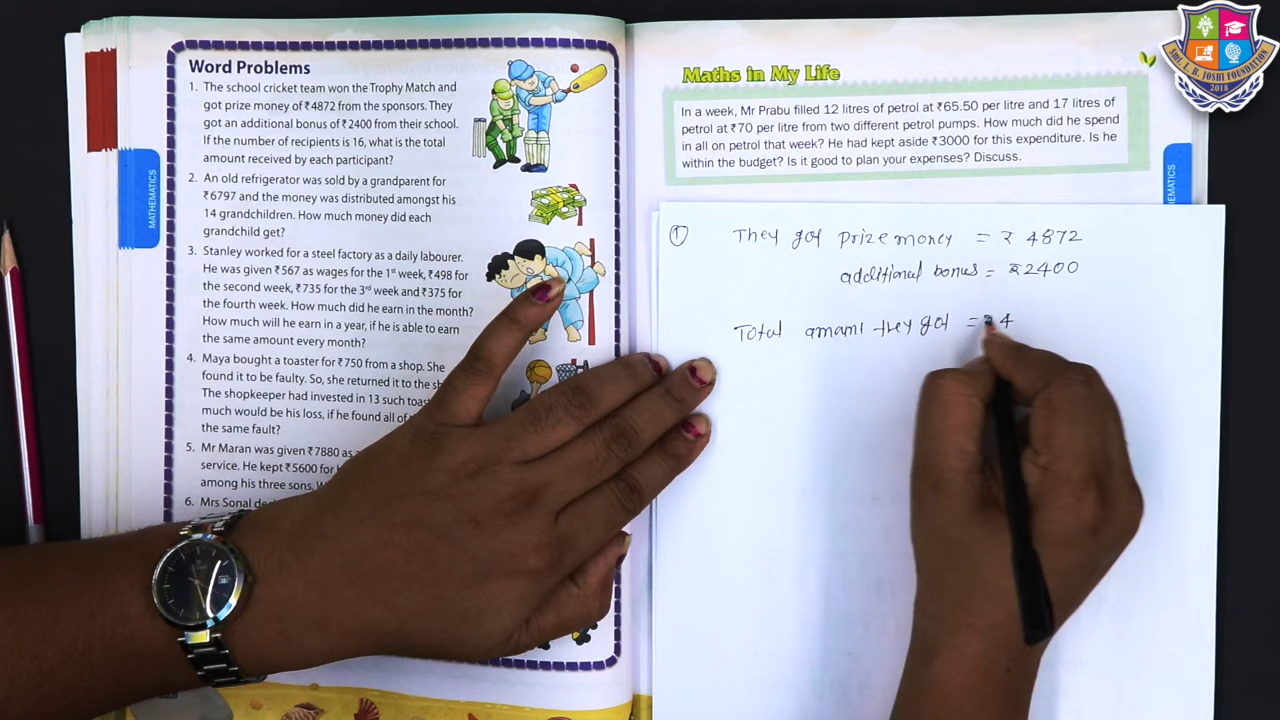 Word Problems
1. The school cricket team won the Trophy Match and
got prize money of ₹4872 from the sponsors. They
got an additional bonus of ₹2400 from their school.
If the number of recipients is 16, what is the total
amount received by each participant?
2. An old refrigerator was sold by a grandparent for
₹6797 and the money was distributed amongst his
14 grandchildren. How much money did each
grandchild get?
3. Stanley worked for a steel factory as a daily labourer.
He was given ₹567 as wages for the 1st week, ₹498 for
the second week, ₹735 for the 3rd week and ₹375 for
the fourth week. How much did he earn in the month?
How much will he earn in a year, if he is able to earn
the same amount every month?
4. Maya bought a toaster for ₹750 from a shop. She
found it to be faulty. So, she returned it to the
The shopkeeper had invested in 13 such
much would be his loss, if he found all of
the same fault?
5. Mr Maran was given ₹7880 as
service. He kept ₹5600 for
among his three sons.
6. Mrs Sonal
MATHEMATICS
Maths in My Life
In a week, Mr Prabu filled 12 litres of petrol at ₹65.50 per litre and 17 litres of
petrol at ₹70 per litre from two different petrol pumps. How much did he spend
in all on petrol that week? He had kept aside ₹3000 for this expenditure. Is he
within the budget? Is it good to plan your expenses? Discuss.
EMATICS
① They got prize money = ₹ 4872
additional bonus = ₹2400
Total amant they got = ₹ 4
SMT. I. B. JOSHI FOUNDATION
2018